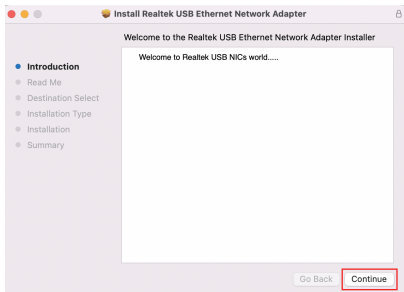 Install Realtek USB Ethernet Network Adapter
Welcome to the Realtek USB Ethernet Network Adapter Installer
Introduction
Read Me
Destination Select
Installation Type
Installation
Summary
Welcome to Realtek USB NICs world.....
Go Back
Continue